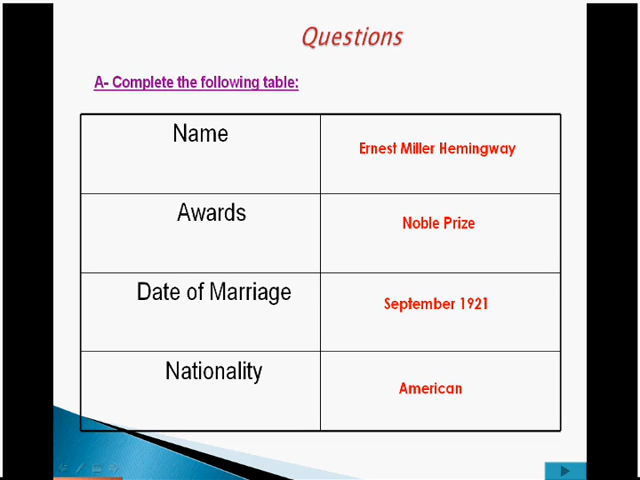 Questions
A- Complete the following table:
Name
Ernest Miller Hemingway
Awards
Noble Prize
Date of Marriage
September 1921
Nationality
American